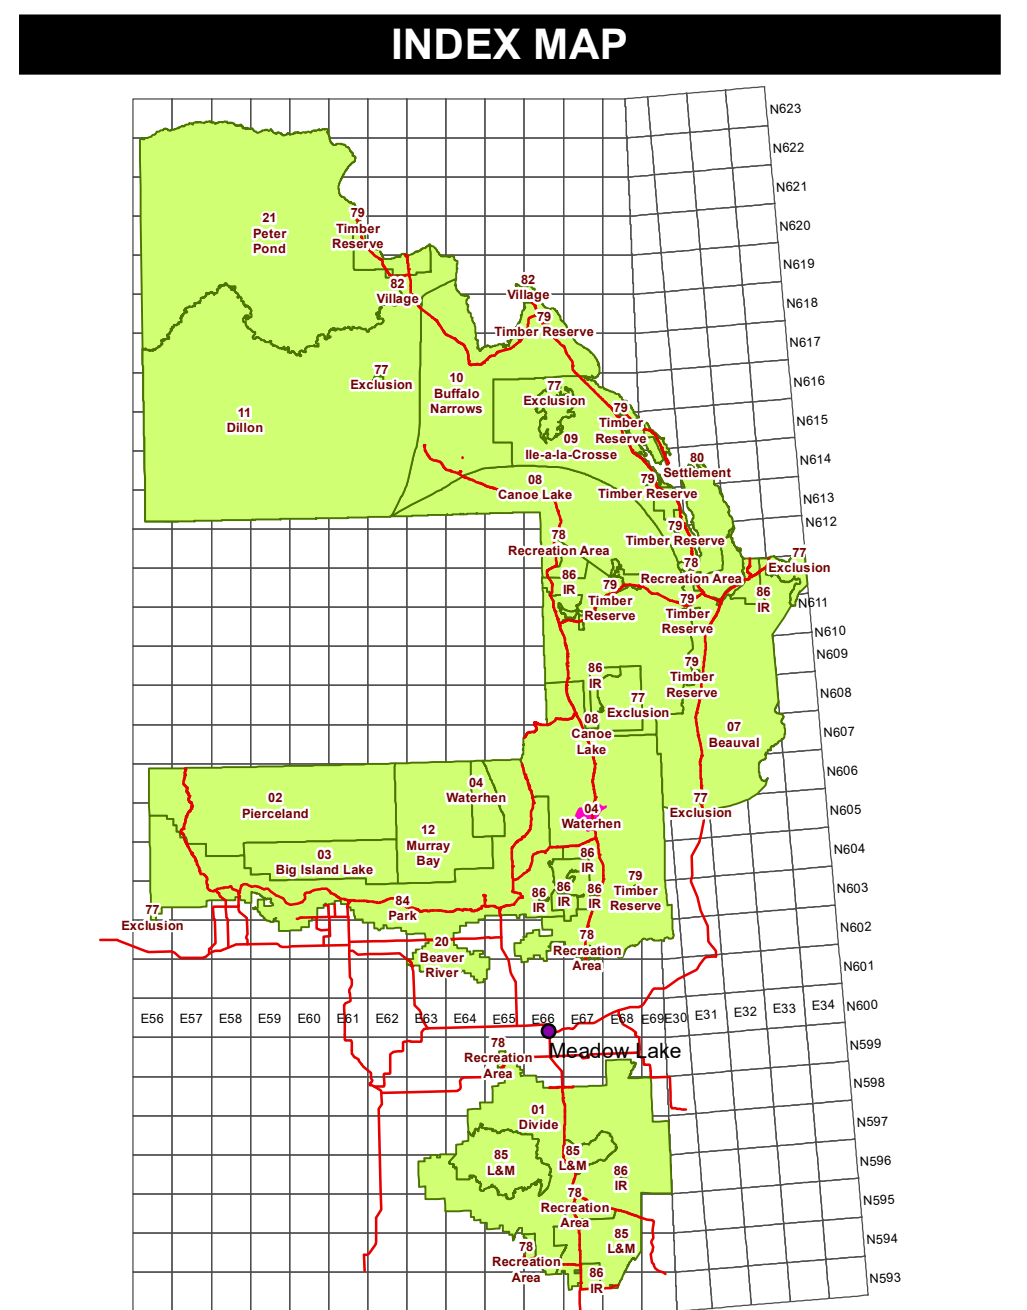 INDEX MAP
N623
N622
N621
N620
N619
N618
N617
N616
N615
N614
N613
N612
N611
N610
N609
N608
N607
N606
N605
N604
N603
N602
N601
N600
N599
N598
N597
N596
N595
N594
N593
21
Peter
Pond
79
Timber
Reserve
82
Village
82
Village
79
Timber Reserve
77
Exclusion
10
Buffalo
Narrows
77
Exclusion
11
Dillon
79
Timber
Reserve
09
Ile-a-la-Crosse
80
Settlement
08
Canoe Lake
79
Timber Reserve
79
Timber Reserve
78
Recreation Area
77
Exclusion
78
Recreation Area
86
IR
79
Timber
Reserve
79
Timber
Reserve
86
IR
86
IR
79
Timber
Reserve
77
Exclusion
08
Canoe
Lake
07
Beauval
02
Pierceland
04
Waterhen
04
Waterhen
77
Exclusion
12
Murray
Bay
03
Big Island Lake
86
IR
86
IR
86
IR
86
IR
79
Timber
Reserve
84
Park
77
Exclusion
20
Beaver
River
78
Recreation
Area
E56 E57 E58 E59 E60 E61 E62 E63 E64 E65 E66 E67 E68 E69 E30 E31 E32 E33 E34
Meadow Lake
78
Recreation
Area
01
Divide
85
L&M
85
L&M
86
IR
78
Recreation
Area
85
L&M
78
Recreation
Area
86
IR